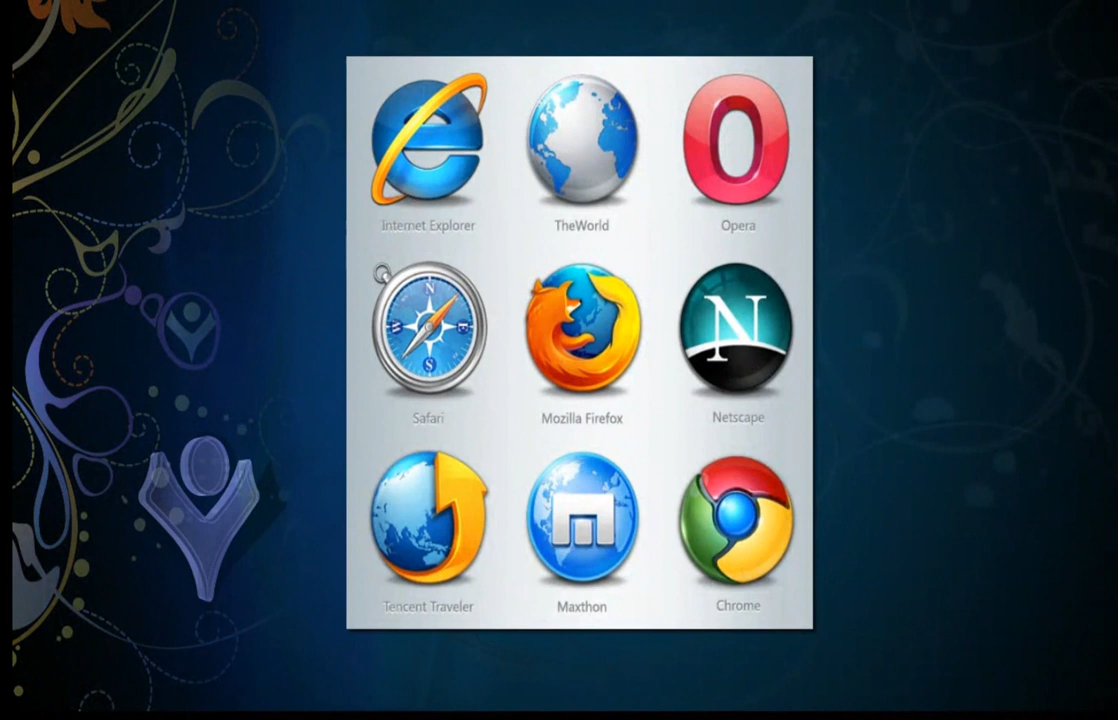 Internet Explorer
TheWorld
Opera
N
W
E
S
Safari
Mozilla Firefox
N
Netscape
Tencent Traveler
Maxthon
Chrome